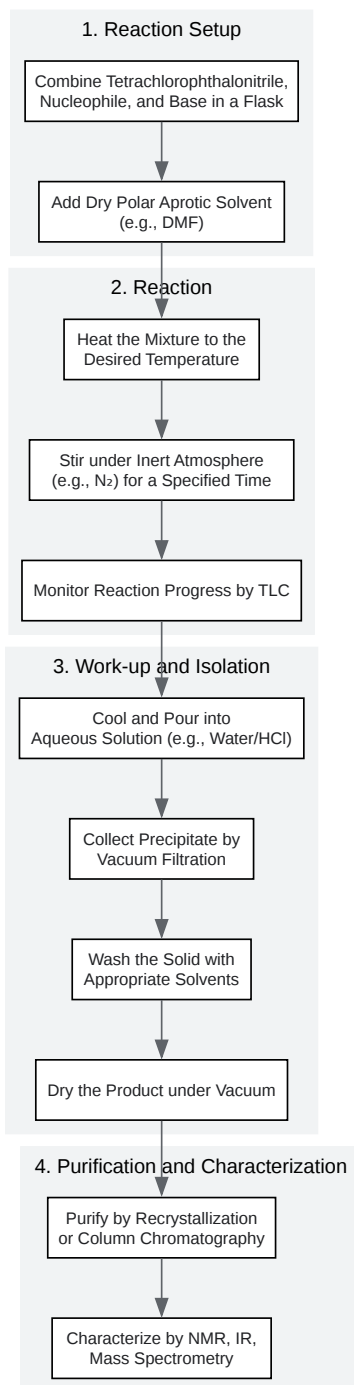 1. Reaction Setup
Combine Tetrachlorophthalonitrile,
Nucleophile, and Base in a Flask
Add Dry Polar Aprotic Solvent
(e.g., DMF)
2. Reaction
Heat the Mixture to the
Desired Temperature
Stir under Inert Atmosphere
(e.g., N₂) for a Specified Time
Monitor Reaction Progress by TLC
3. Work-up and Isolation
Cool and Pour into
Aqueous Solution (e.g., Water/HCl)
Collect Precipitate by
Vacuum Filtration
Wash the Solid with
Appropriate Solvents
Dry the Product under Vacuum
4. Purification and Characterization
Purify by Recrystallization
or Column Chromatography
Characterize by NMR, IR,
Mass Spectrometry